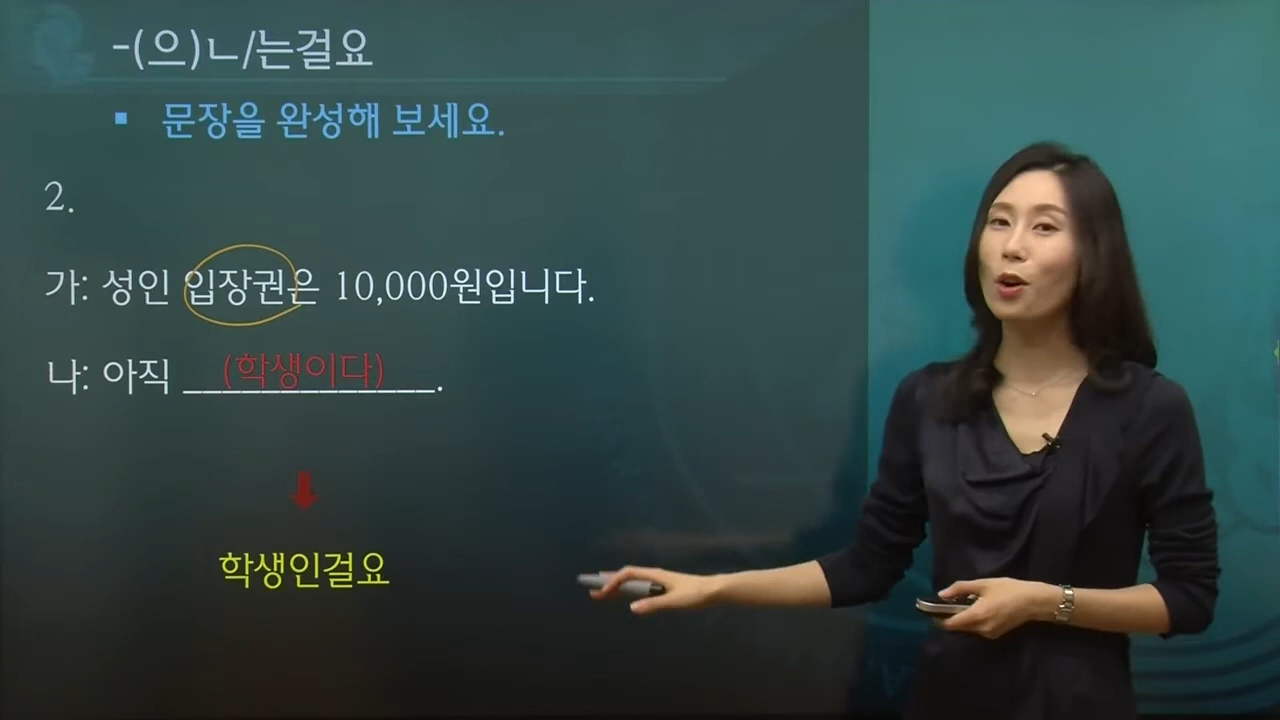 -(으)ㄴ/는걸요
▪ 문장을 완성해 보세요.
2.
가: 성인 입장권은 10,000원입니다.
나: 아직 ______________.
(학생이다)
학생인걸요